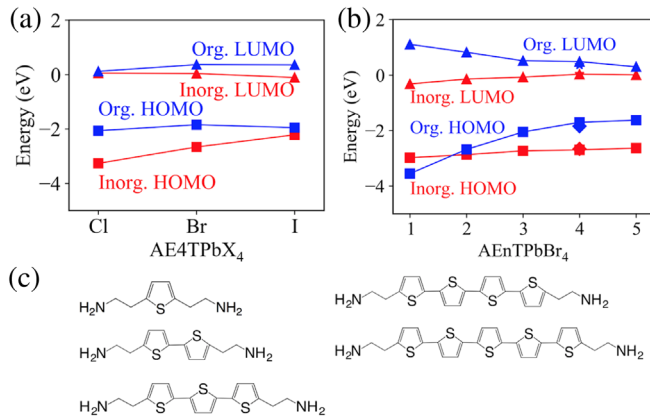 (a)
2
0
−2
−4
Energy (eV)
Org. LUMO
Inorg. LUMO
Org. HOMO
Inorg. HOMO
Cl
Br
I
AE4TPbX₄
(b)
2
0
−2
−4
Energy (eV)
Org. LUMO
Inorg. LUMO
Org. HOMO
Inorg. HOMO
1 2 3 4 5
AEnTPbBr₄
(c)
H₂N S NH₂
H₂N S S NH₂
H₂N S S S NH₂
H₂N S S S S NH₂
H₂N S S S S S NH₂